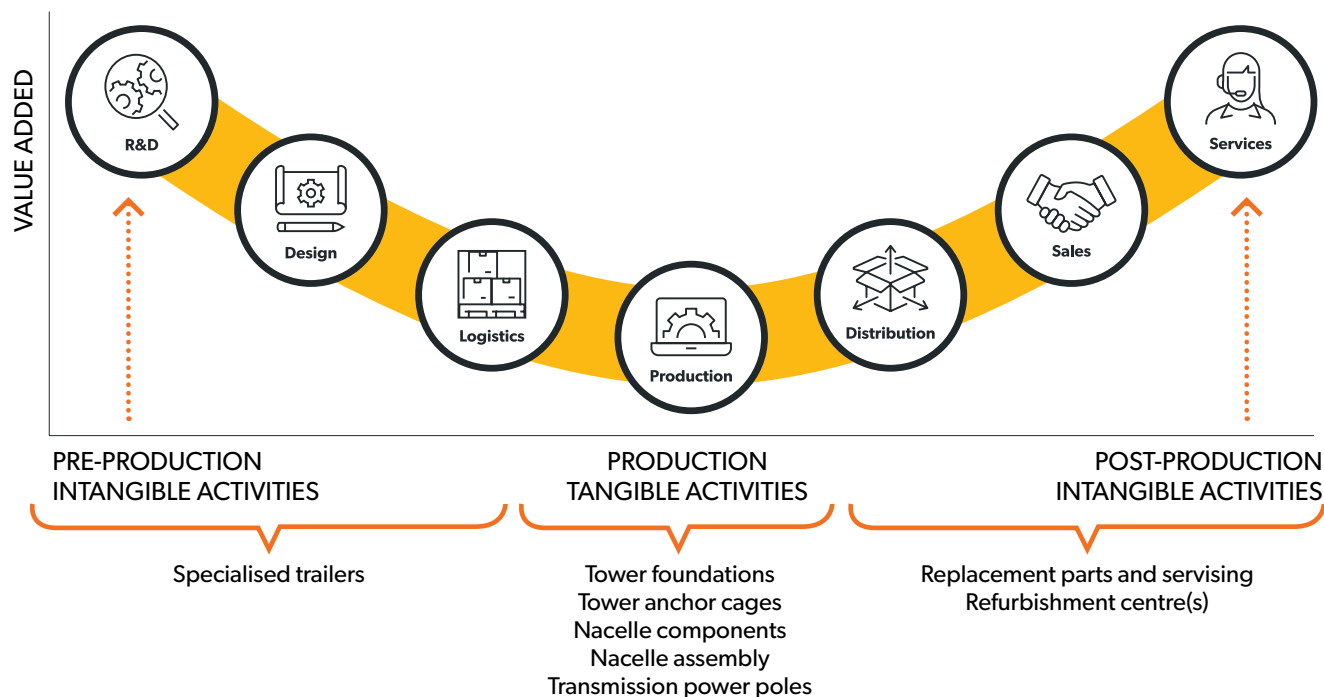 VALUE ADDED
R&D
Design
Logistics
Production
Distribution
Sales
Services
PRE-PRODUCTION
INTANGIBLE ACTIVITIES
PRODUCTION
TANGIBLE ACTIVITIES
POST-PRODUCTION
INTANGIBLE ACTIVITIES
Specialised trailers
Tower foundations
Tower anchor cages
Nacelle components
Nacelle assembly
Transmission power poles
Replacement parts and servising
Refurbishment centre(s)